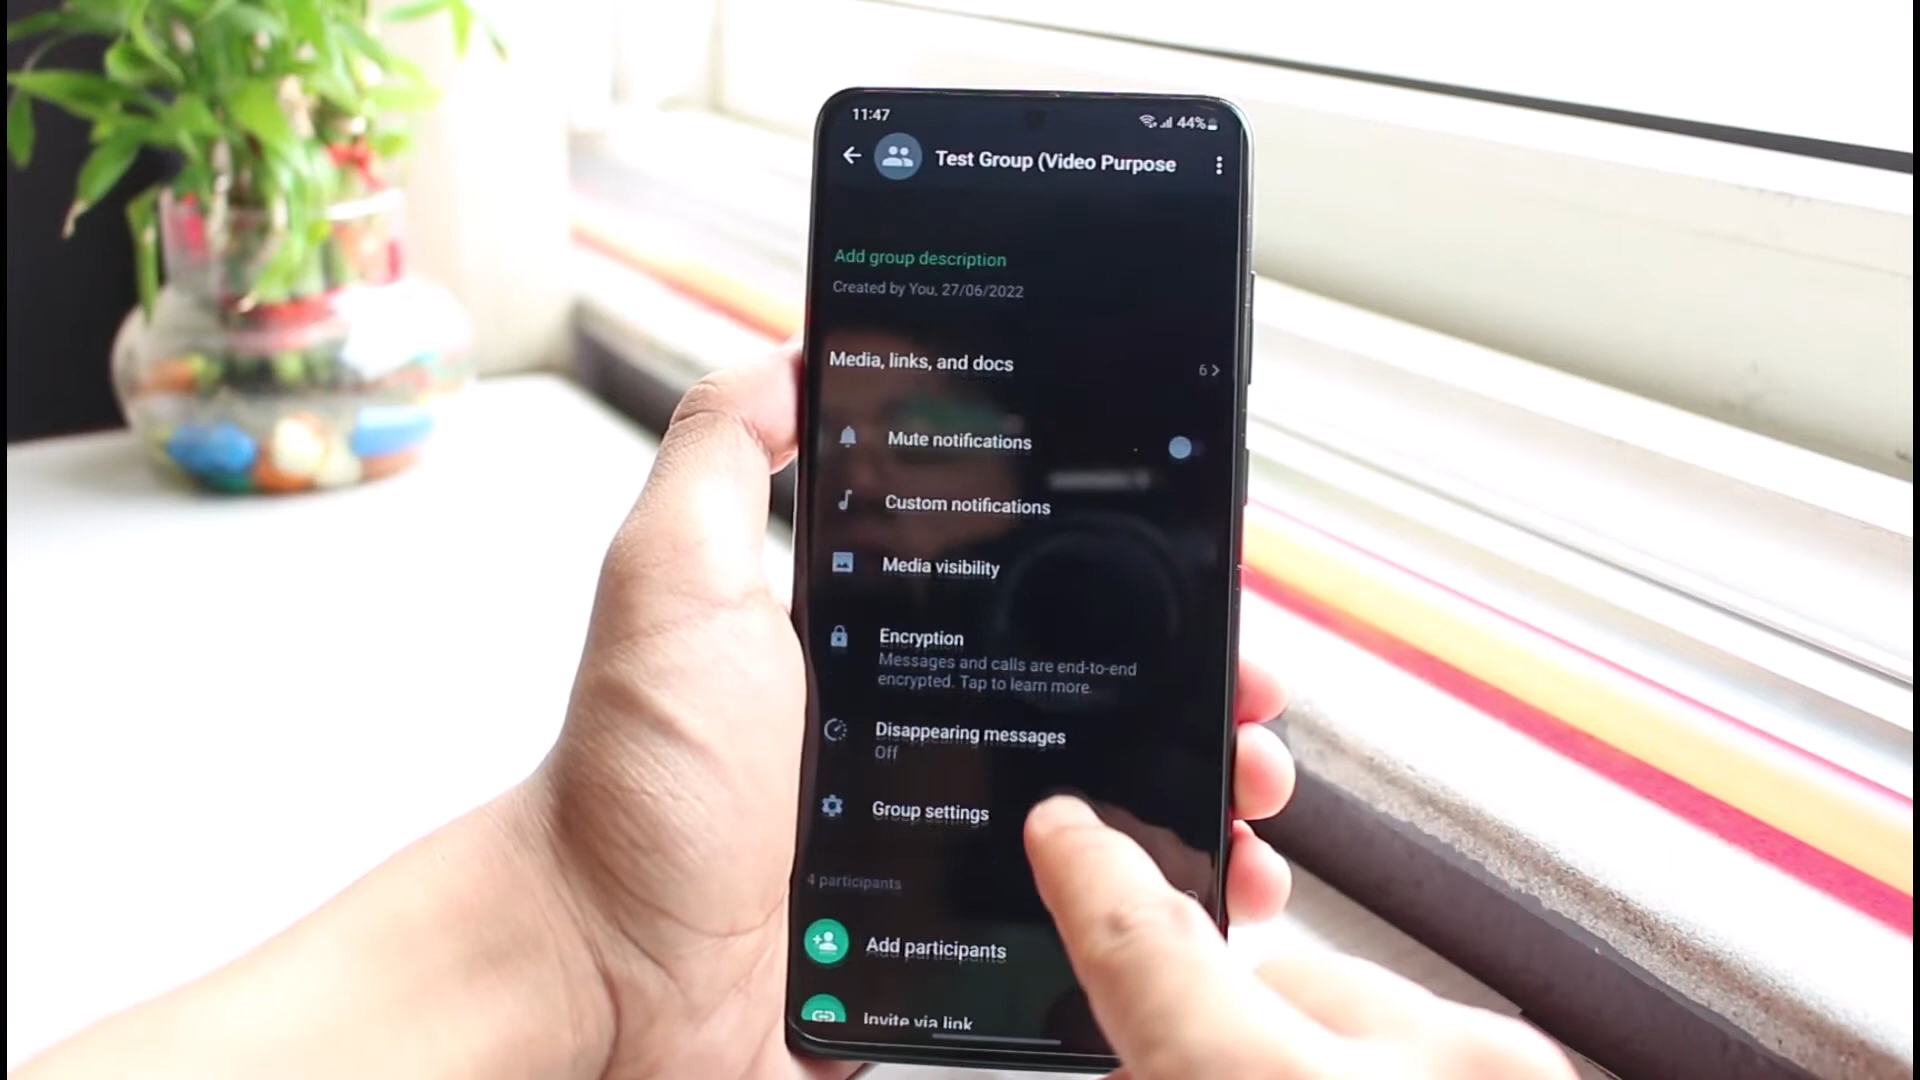 11:47
44%
Test Group (Video Purpose
Add group description
Created by You, 27/06/2022
Media, links, and docs
6
Mute notifications
Custom notifications
Media visibility
Encryption
Messages and calls are end-to-end
encrypted. Tap to learn more.
Disappearing messages
Off
Group settings
4 participants
Add participants
Invite via link